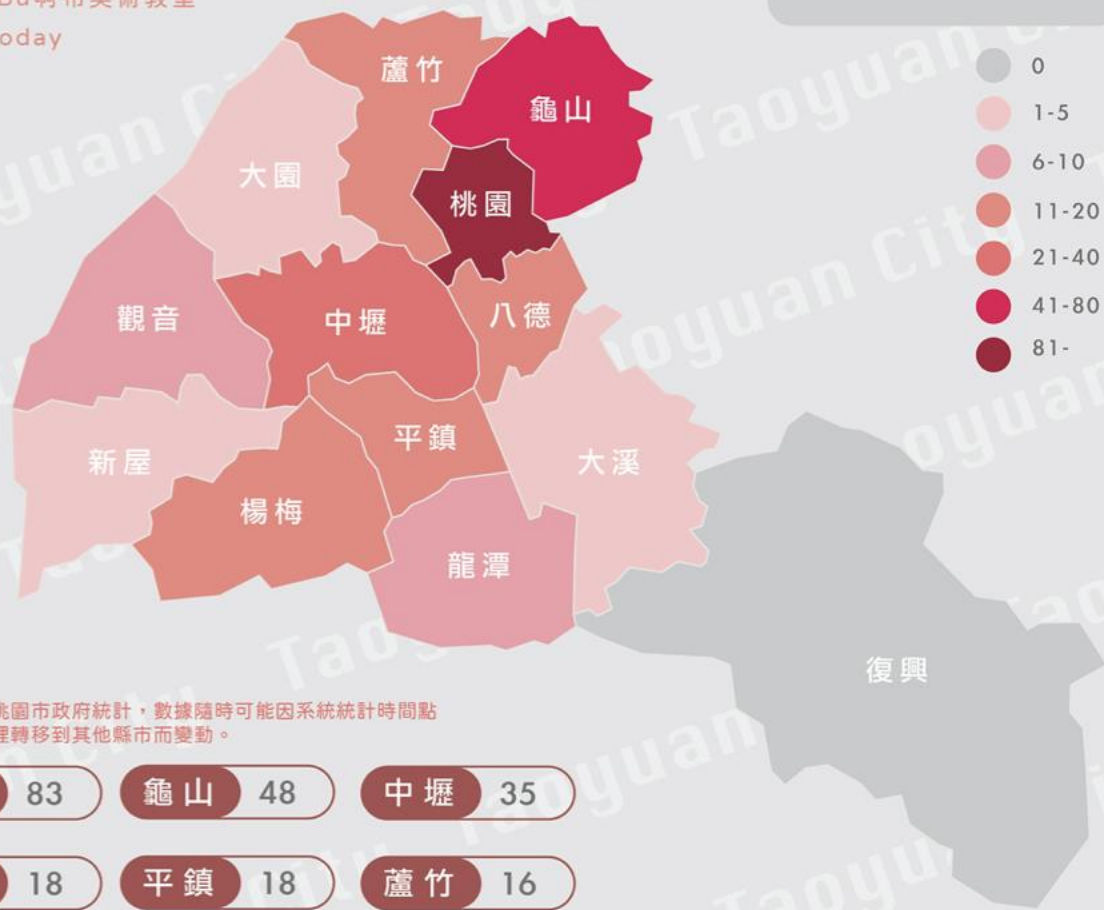 oday
蘆竹
龜山
大園
桃園
觀音
中壢
八德
新屋
平鎮
大溪
楊梅
龍潭
復興
0
1-5
6-10
11-20
21-40
41-80
81-
桃園市政府統計，數據隨時可能因系統統計時間點
轉移到其他縣市而變動。
83
龜山 48
中壢 35
18
平鎮 18
蘆竹 16
Taoyuan City